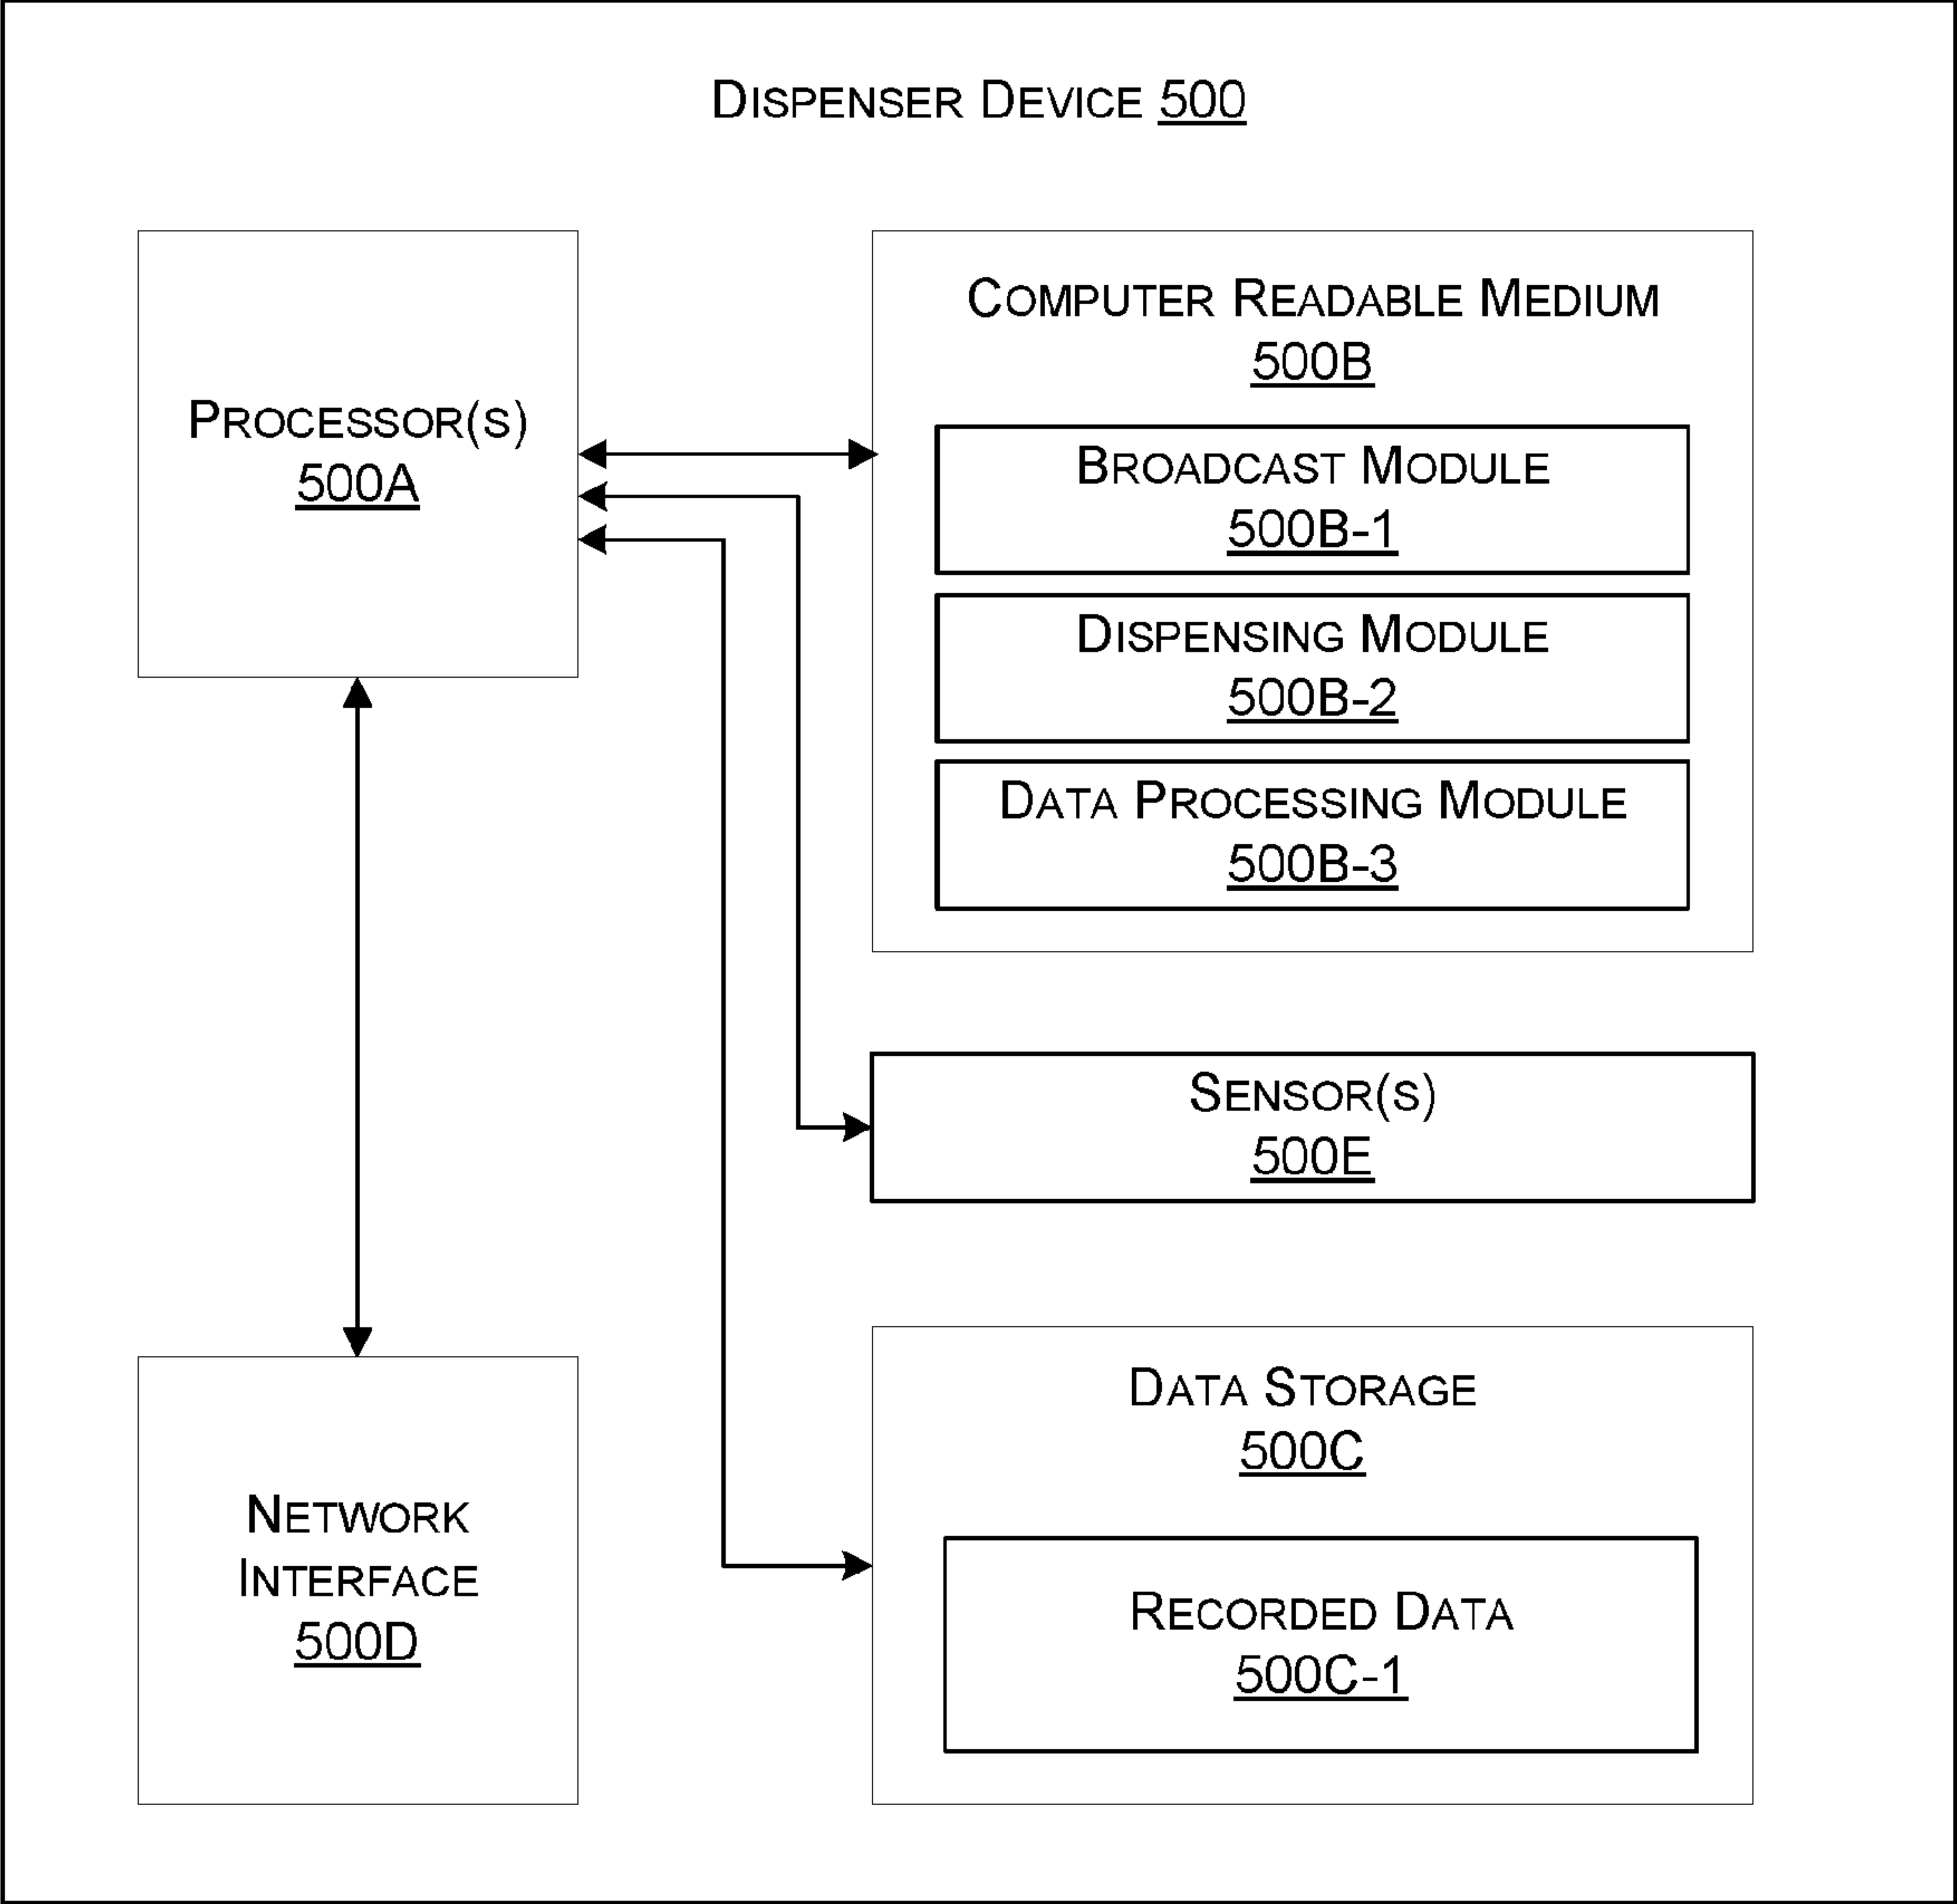 DISPENSER DEVICE 500
PROCESSOR(S)
500A
COMPUTER READABLE MEDIUM
500B
BROADCAST MODULE
500B-1
DISPENSING MODULE
500B-2
DATA PROCESSING MODULE
500B-3
SENSOR(S)
500E
NETWORK
INTERFACE
500D
DATA STORAGE
500C
RECORDED DATA
500C-1